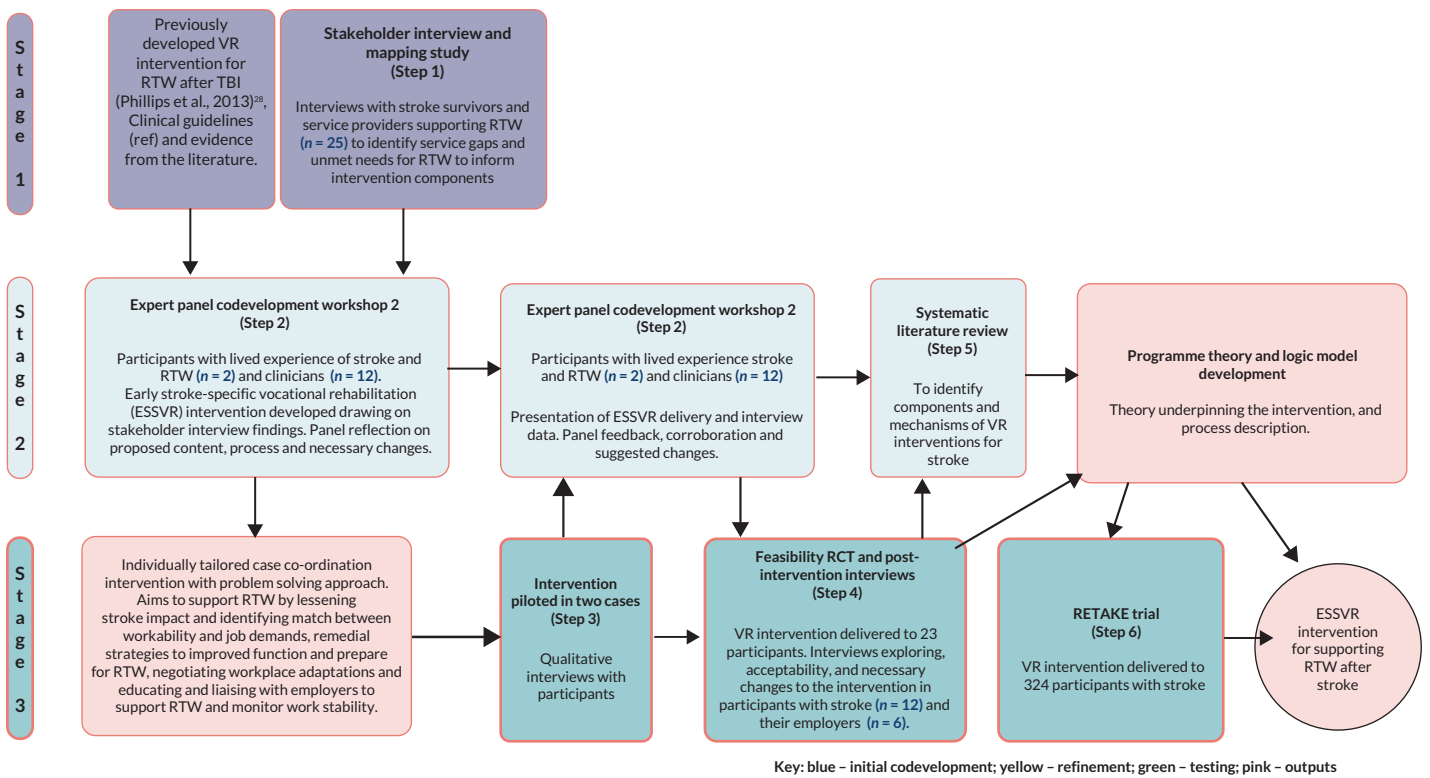 Stage 1
Previously
developed VR
intervention for
RTW after TBI
(Phillips et al., 2013)²⁸,
Clinical guidelines
(ref) and evidence
from the literature.
Stakeholder interview and
mapping study
(Step 1)
Interviews with stroke survivors and
service providers supporting RTW
(n = 25) to identify service gaps and
unmet needs for RTW to inform
intervention components
Stage 2
Expert panel codevelopment workshop 2
(Step 2)
Participants with lived experience of stroke and
RTW (n = 2) and clinicians (n = 12).
Early stroke-specific vocational rehabilitation
(ESSVR) intervention developed drawing on
stakeholder interview findings. Panel reflection on
proposed content, process and necessary changes.
Expert panel codevelopment workshop 2
(Step 2)
Participants with lived experience stroke
and RTW (n = 2) and clinicians (n = 12)
Presentation of ESSVR delivery and interview
data. Panel feedback, corroboration and
suggested changes.
Systematic
literature review
(Step 5)
To identify
components and
mechanisms of VR
interventions for
stroke
Programme theory and logic model
development
Theory underpinning the intervention, and
process description.
Stage 3
Individually tailored case co-ordination
intervention with problem solving approach.
Aims to support RTW by lessening
stroke impact and identifying match between
workability and job demands, remedial
strategies to improved function and prepare
for RTW, negotiating workplace adaptations and
educating and liaising with employers to
support RTW and monitor work stability.
Intervention
piloted in two cases
(Step 3)
Qualitative
interviews with
participants
Feasibility RCT and post-
intervention interviews
(Step 4)
VR intervention delivered to 23
participants. Interviews exploring,
acceptability, and necessary
changes to the intervention in
participants with stroke (n = 12) and
their employers (n = 6).
RETAKE trial
(Step 6)
VR intervention delivered to
324 participants with stroke
ESSVR
intervention
for supporting
RTW after
stroke
Key: blue – initial codevelopment; yellow – refinement; green – testing; pink – outputs